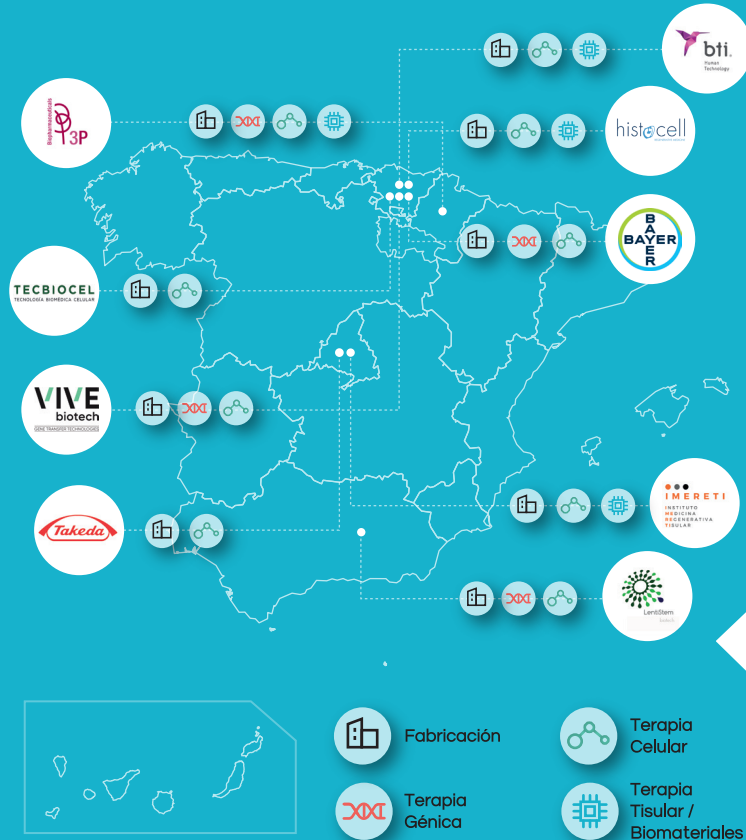 bti.
Human
Technology
Biopharmaceuticals
3P
histocell
BAYER
BAYER
TECBIOCEL
TECNOLOGÍA BIOMÉDICA CELULAR
VIVE
biotech
GENE TRANSFER TECHNOLOGIES
Takeda
IMERETI
INSTITUTO
MEDICINA
REGENERATIVA
TISULAR
LentiStem
Fabricación
Terapia
Celular
Terapia
Génica
Terapia
Tisular /
Biomateriales